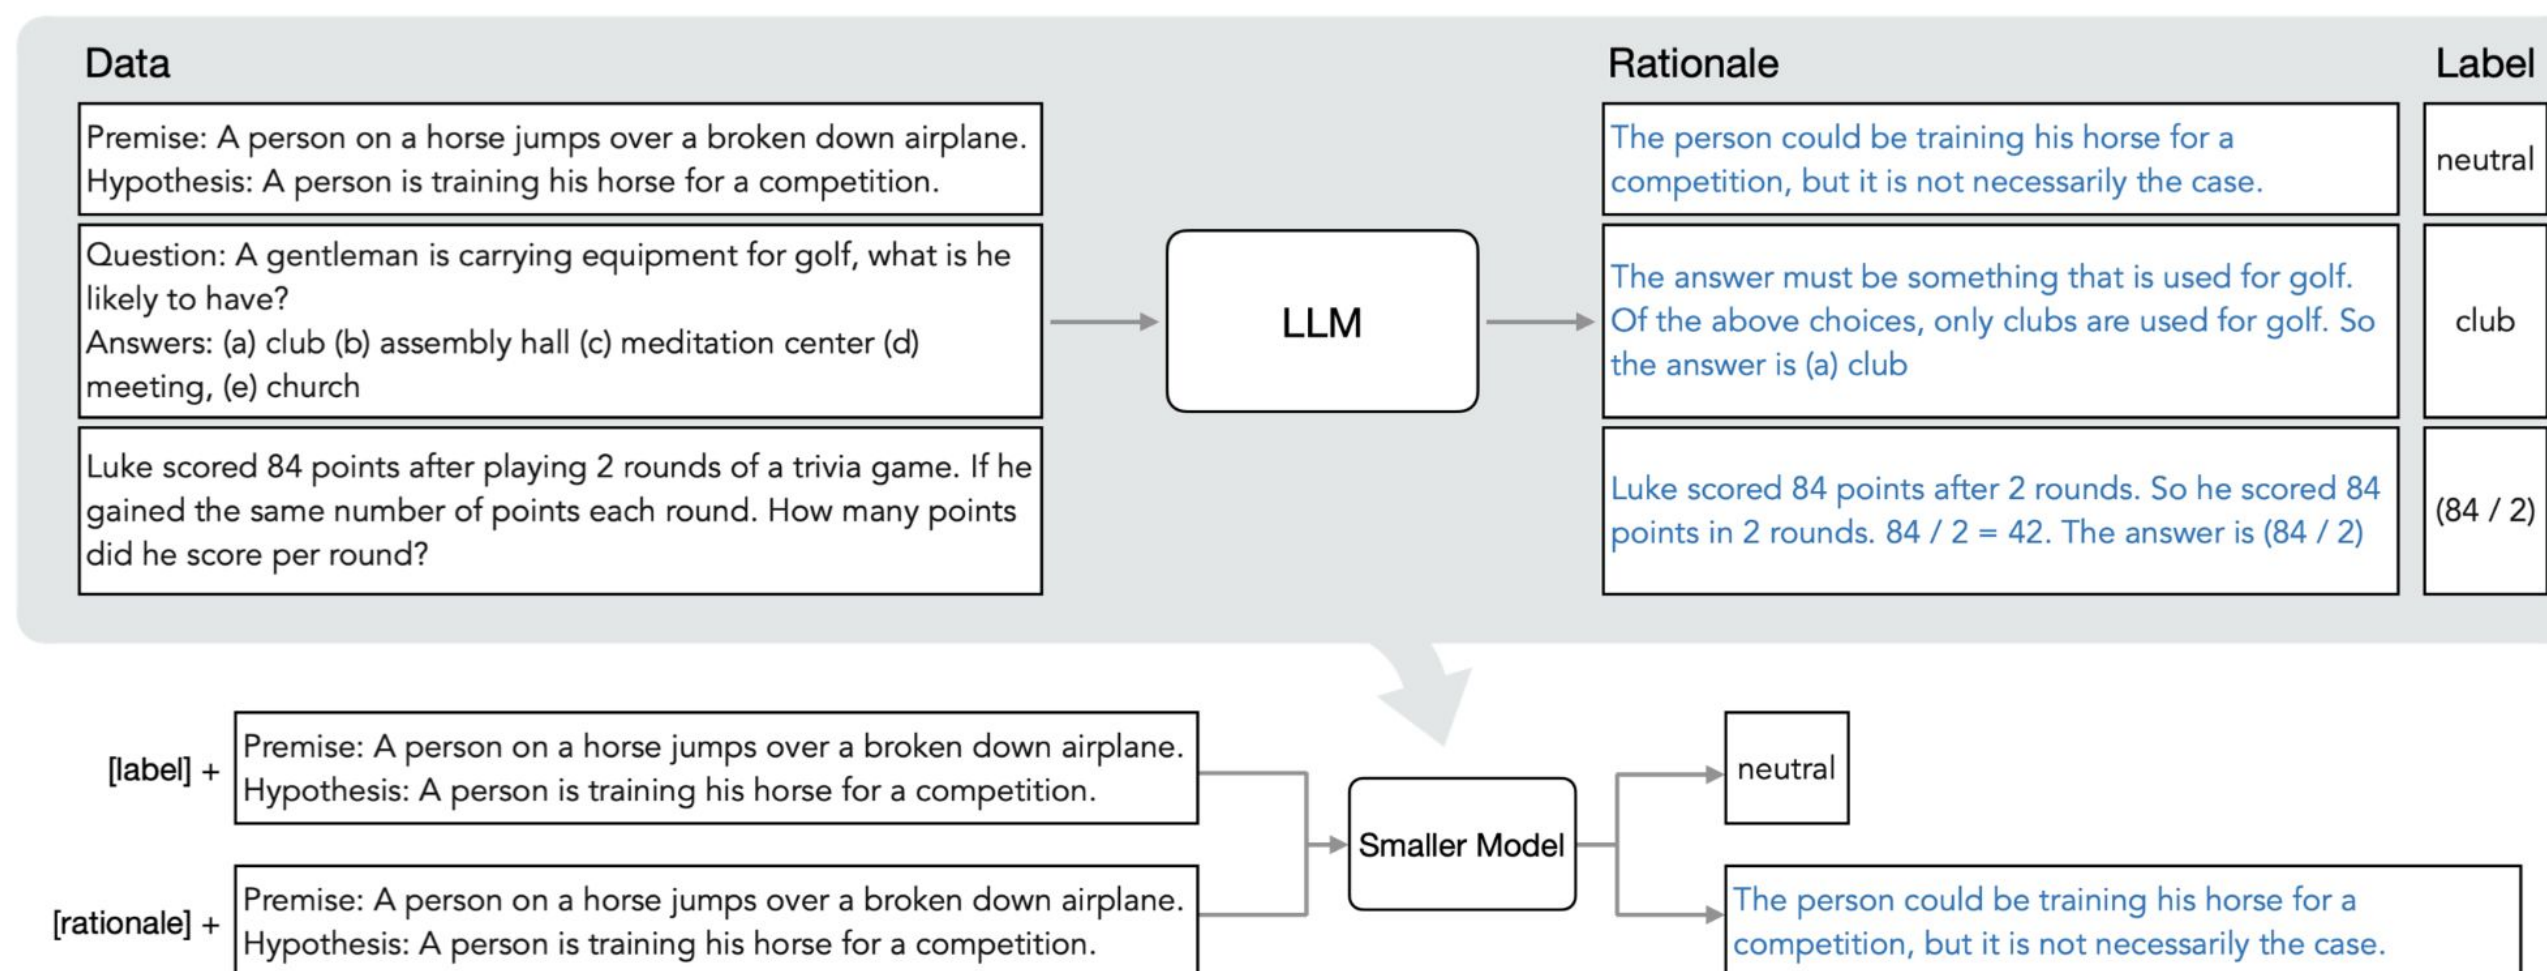 Data
Rationale
Label
Premise: A person on a horse jumps over a broken down airplane.
Hypothesis: A person is training his horse for a competition.
The person could be training his horse for a
competition, but it is not necessarily the case.
neutral
Question: A gentleman is carrying equipment for golf, what is he
likely to have?
Answers: (a) club (b) assembly hall (c) meditation center (d)
meeting, (e) church
LLM
The answer must be something that is used for golf.
Of the above choices, only clubs are used for golf. So
the answer is (a) club
club
Luke scored 84 points after playing 2 rounds of a trivia game. If he
gained the same number of points each round. How many points
did he score per round?
Luke scored 84 points after 2 rounds. So he scored 84
points in 2 rounds. 84 / 2 = 42. The answer is (84 / 2)
(84 / 2)
[label] +
Premise: A person on a horse jumps over a broken down airplane.
Hypothesis: A person is training his horse for a competition.
Smaller Model
neutral
[rationale] +
Premise: A person on a horse jumps over a broken down airplane.
Hypothesis: A person is training his horse for a competition.
The person could be training his horse for a
competition, but it is not necessarily the case.